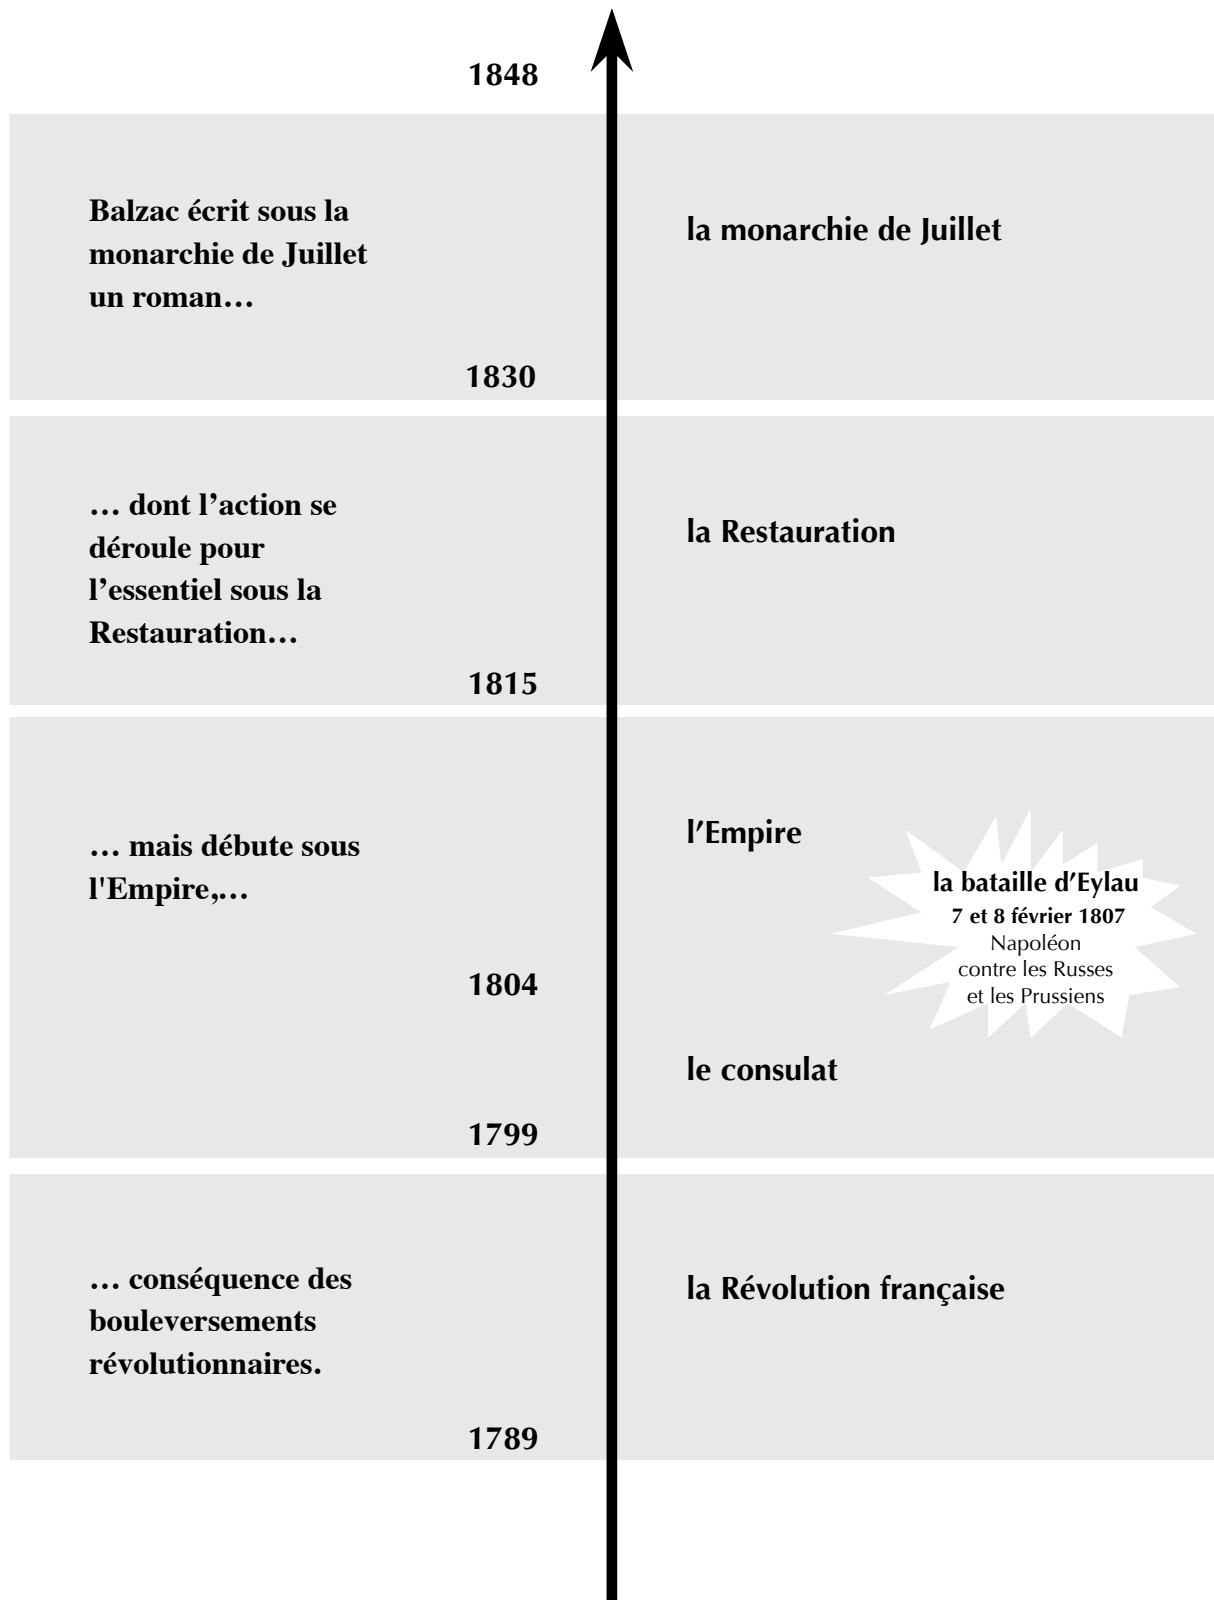 1848
Balzac écrit sous la
monarchie de Juillet
un roman…
la monarchie de Juillet
1830
… dont l’action se
déroule pour
l’essentiel sous la
Restauration…
la Restauration
1815
… mais débute sous
l'Empire,…
l’Empire
la bataille d’Eylau
7 et 8 février 1807
Napoléon
contre les Russes
et les Prussiens
1804
le consulat
1799
… conséquence des
bouleversements
révolutionnaires.
la Révolution française
1789